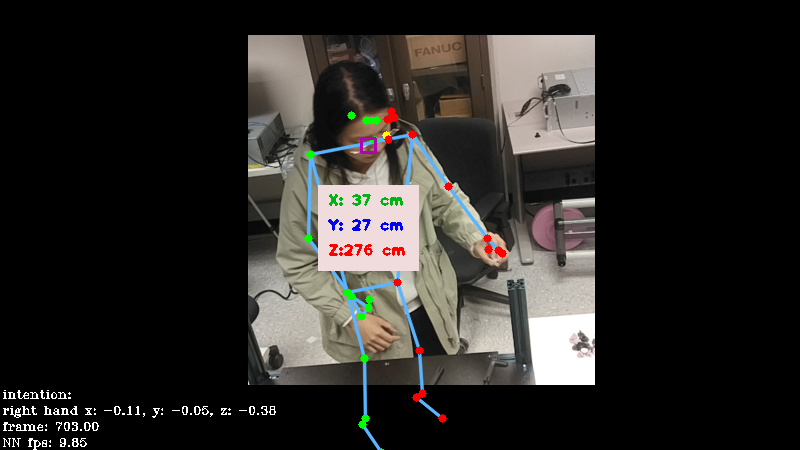 FANUC
X: 37 cm
Y: 27 cm
Z:276 cm
intention:
right hand x: -0.11, y: -0.05, z: -0.38
frame: 703.00
NN fps: 9.85